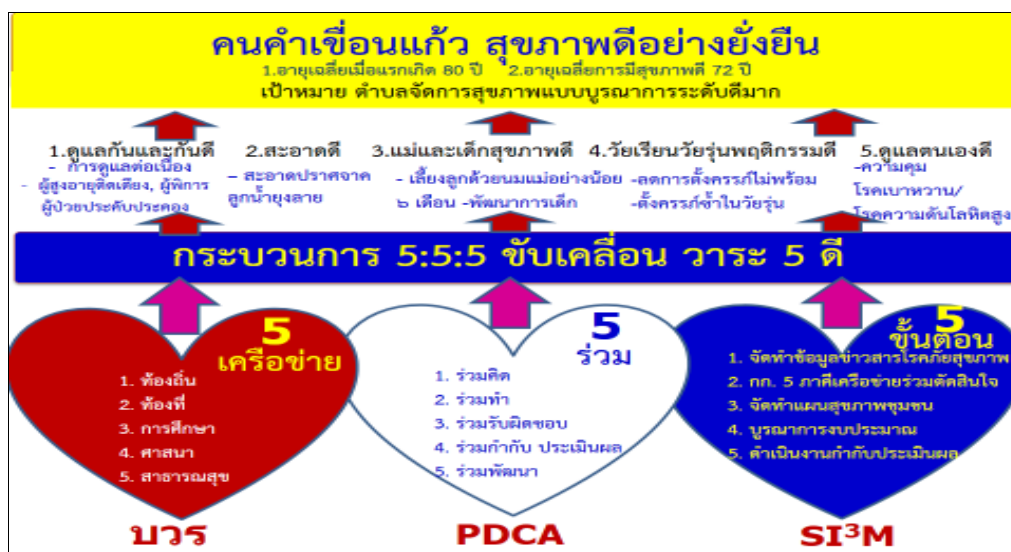 คนคำเขื่อนแก้ว สุขภาพดีอย่างยั่งยืน
1.อายุเฉลี่ยเมื่อแรกเกิด 80 ปี 2.อายุเฉลี่ยการมีสุขภาพดี 72 ปี
เป้าหมาย ตำบลจัดการสุขภาพแบบบูรณาการระดับดีมาก
1.ดูแลกันและกันดี
- การดูแลต่อเนื่อง
- ผู้สูงอายุติดเตียง, ผู้พิการ
ผู้ป่วยประคับประคอง
2.สะอาดดี
- สะอาดปราศจาค
ลูกน้ำยุงลาย
3.แม่และเด็กสุขภาพดี
- เลี้ยงลูกด้วยนมแม่อย่างน้อย
๖ เดือน -พัฒนาการเด็ก
4.วัยเรียนวัยรุ่นพฤติกรรมดี
-ลดการตั้งครรภ์ไม่พร้อม
-ตั้งครรภ์ซ้ำในวัยรุ่น
5.ดูแลตนเองดี
-ความคุม
โรคเบาหวาน/
โรคความดันโลหิตสูง
กระบวนการ 5:5:5 ขับเคลื่อน วาระ 5 ดี
5
เครือข่าย
1. ท้องถิ่น
2. ท้องที่
3. การศึกษา
4. ศาสนา
5. สาธารณสุข
บวร
5
ร่วม
1. ร่วมคิด
2. ร่วมทำ
3. ร่วมรับผิดชอบ
4. ร่วมกำกับ ประเมินผล
5. ร่วมพัฒนา
PDCA
5
ขั้นตอน
1. จัดทำข้อมูลข่าวสารโรคภัยสุขภาพ
2. กก. 5 ภาคีเครือข่ายร่วมตัดสินใจ
3. จัดทำแผนสุขภาพชุมชน
4. บูรณาการงบประมาณ
5. ดำเนินงานกำกับประเมินผล
SI³M